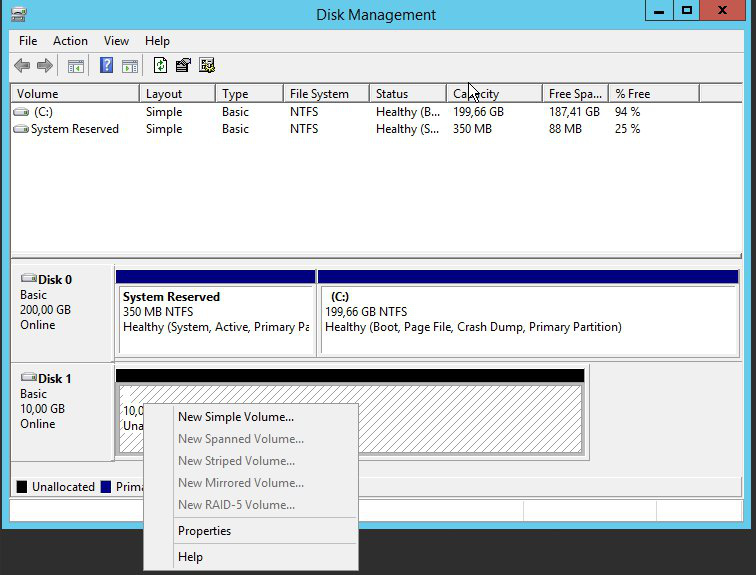 Disk Management
File Action View Help
Volume Layout Type File System Status Capacity Free Spa... % Free
(C:) Simple Basic NTFS Healthy (B... 199,66 GB 187,41 GB 94 %
System Reserved Simple Basic NTFS Healthy (S... 350 MB 88 MB 25 %
Disk 0
Basic
200,00 GB
Online
System Reserved
350 MB NTFS
Healthy (System, Active, Primary Pa
(C:)
199,66 GB NTFS
Healthy (Boot, Page File, Crash Dump, Primary Partition)
Disk 1
Basic
10,00 GB
Online
10,0
Una
New Simple Volume...
New Spanned Volume...
New Striped Volume...
New Mirrored Volume...
New RAID-5 Volume...
Properties
Help
Unallocated Prima